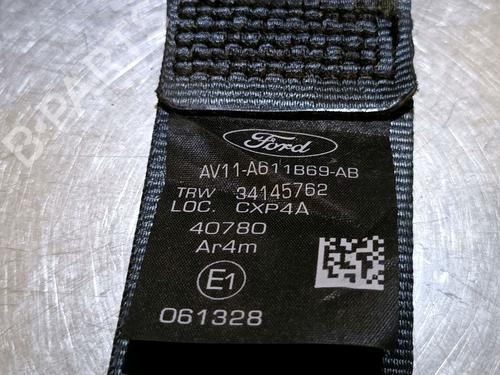 Ford
AV11-A611B69-AB
TRW 34145762
LOC. CXP4A
40780
Ar4m
E1
061328